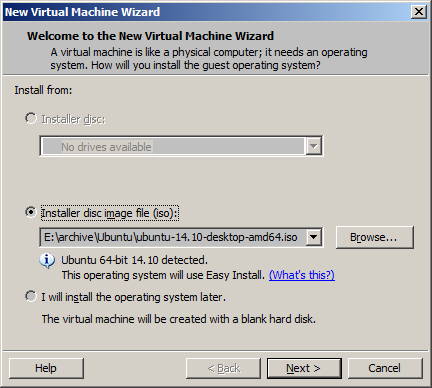 New Virtual Machine Wizard
Welcome to the New Virtual Machine Wizard
A virtual machine is like a physical computer; it needs an operating
system. How will you install the guest operating system?
Install from:
Installer disc:
No drives available
Installer disc image file (iso):
E:\archive\Ubuntu\ubuntu-14.10-desktop-amd64.iso
Browse...
Ubuntu 64-bit 14.10 detected.
This operating system will use Easy Install. (What's this?)
I will install the operating system later.
The virtual machine will be created with a blank hard disk.
Help
< Back
Next >
Cancel